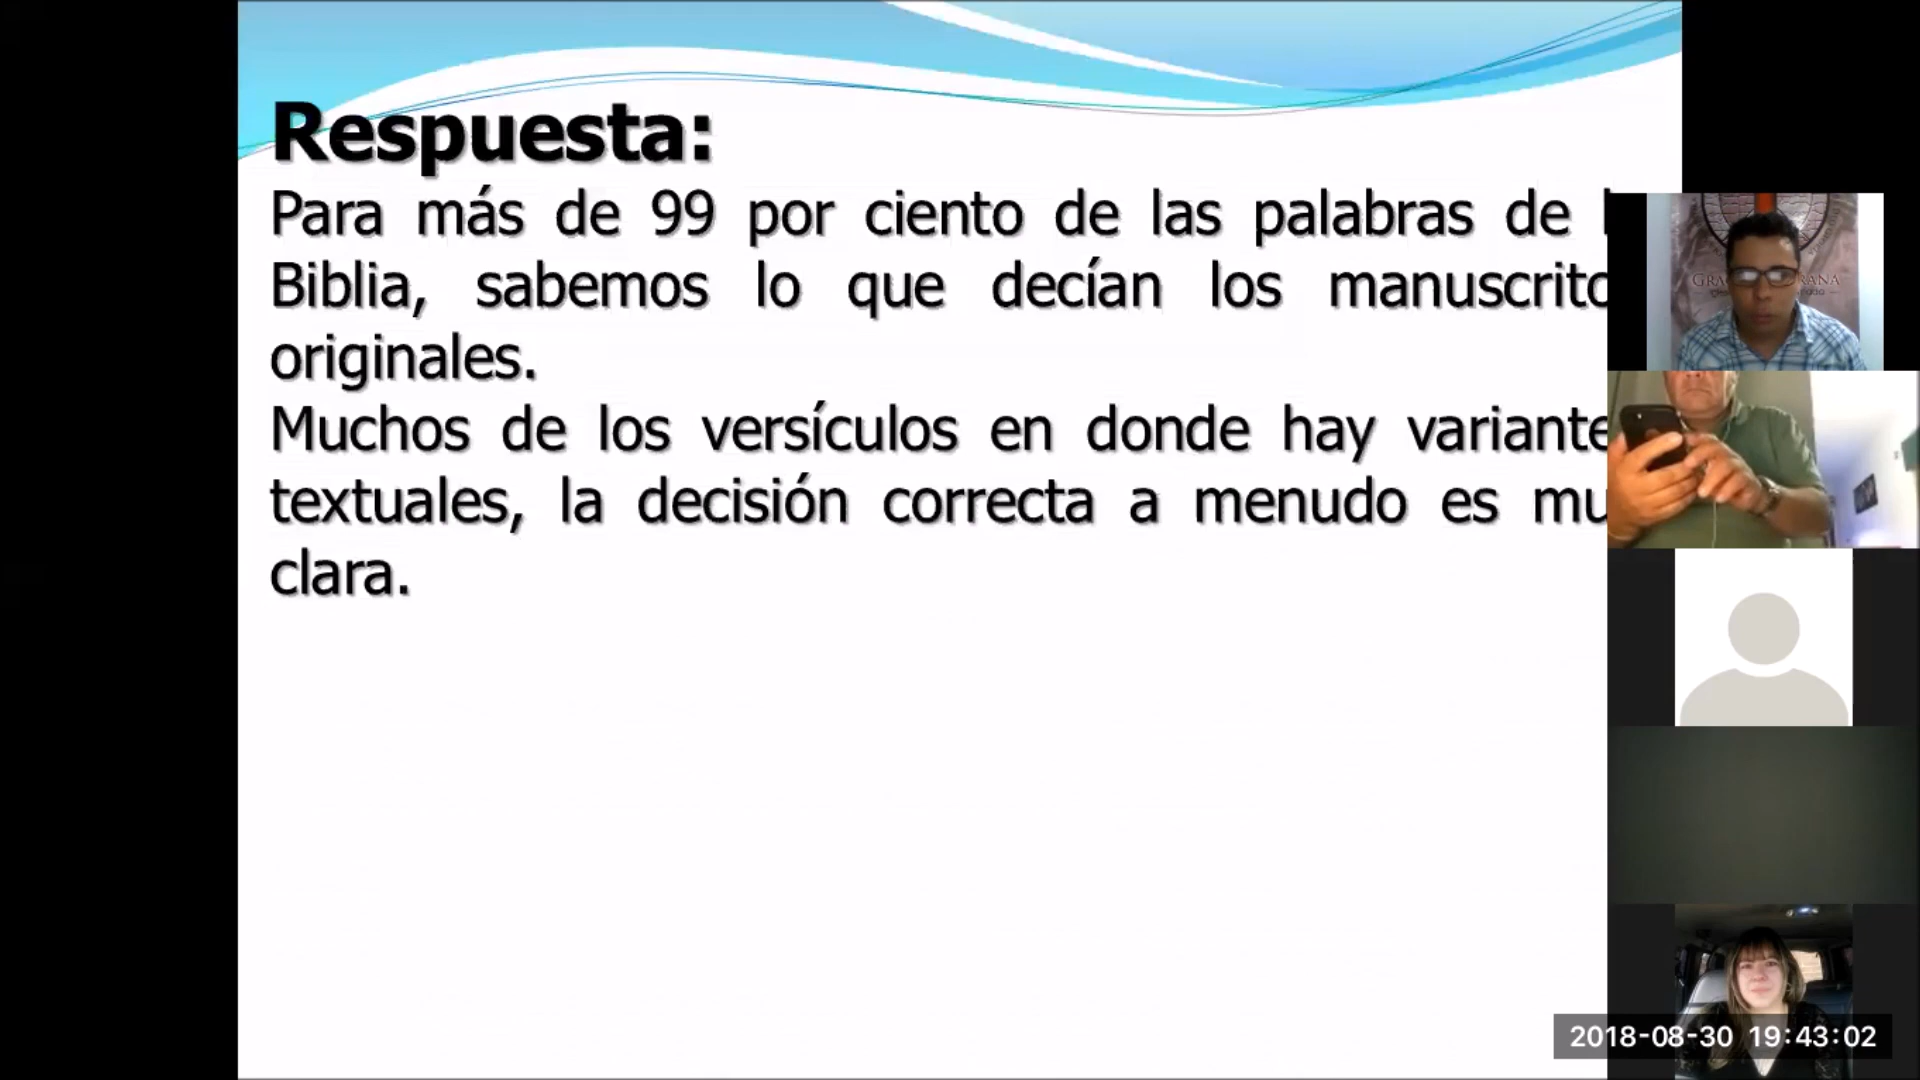 Respuesta:
Para más de 99 por ciento de las palabras de
Biblia, sabemos lo que decían los manuscrito
originales.
Muchos de los versículos en donde hay variante
textuales, la decisión correcta a menudo es mu
clara.
2018-08-30 19:43:02